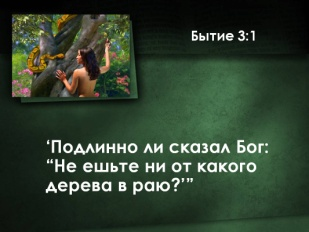 Бытие 3:1
‘Подлинно ли сказал Бог:
“Не ешьте ни от какого
дерева в раю?’”